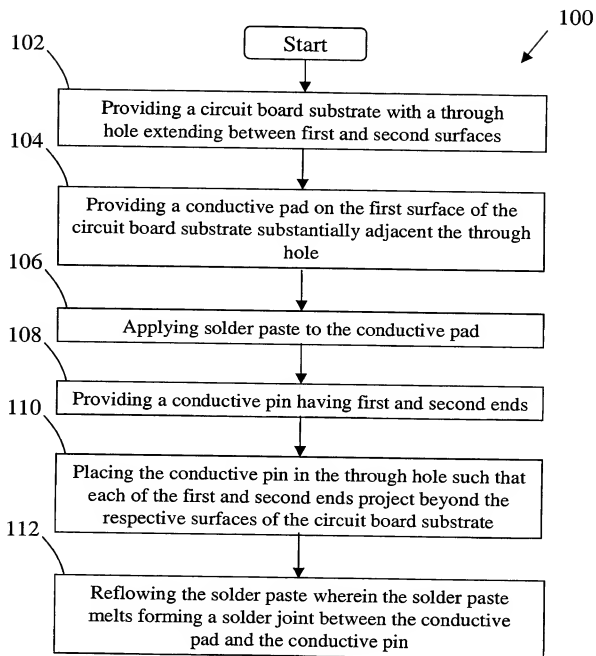 100
Start
102
Providing a circuit board substrate with a through
hole extending between first and second surfaces
104
Providing a conductive pad on the first surface of the
circuit board substrate substantially adjacent the through
hole
106
Applying solder paste to the conductive pad
108
Providing a conductive pin having first and second ends
110
Placing the conductive pin in the through hole such that
each of the first and second ends project beyond the
respective surfaces of the circuit board substrate
112
Reflowing the solder paste wherein the solder paste
melts forming a solder joint between the conductive
pad and the conductive pin